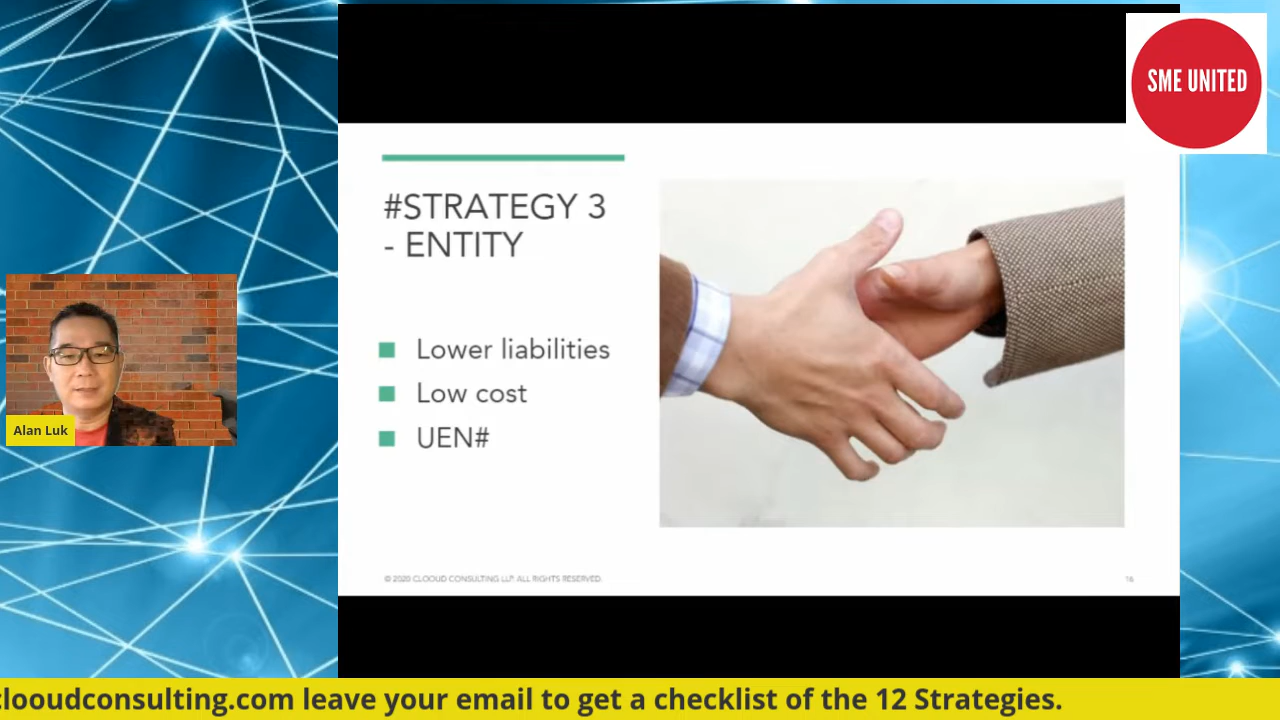 SME UNITED
#STRATEGY 3
- ENTITY
Lower liabilities
Low cost
UEN#
Alan Luk
© 2020 CLOOUD CONSULTING LLP. ALL RIGHTS RESERVED.
16
clooudconsulting.com leave your email to get a checklist of the 12 Strategies.